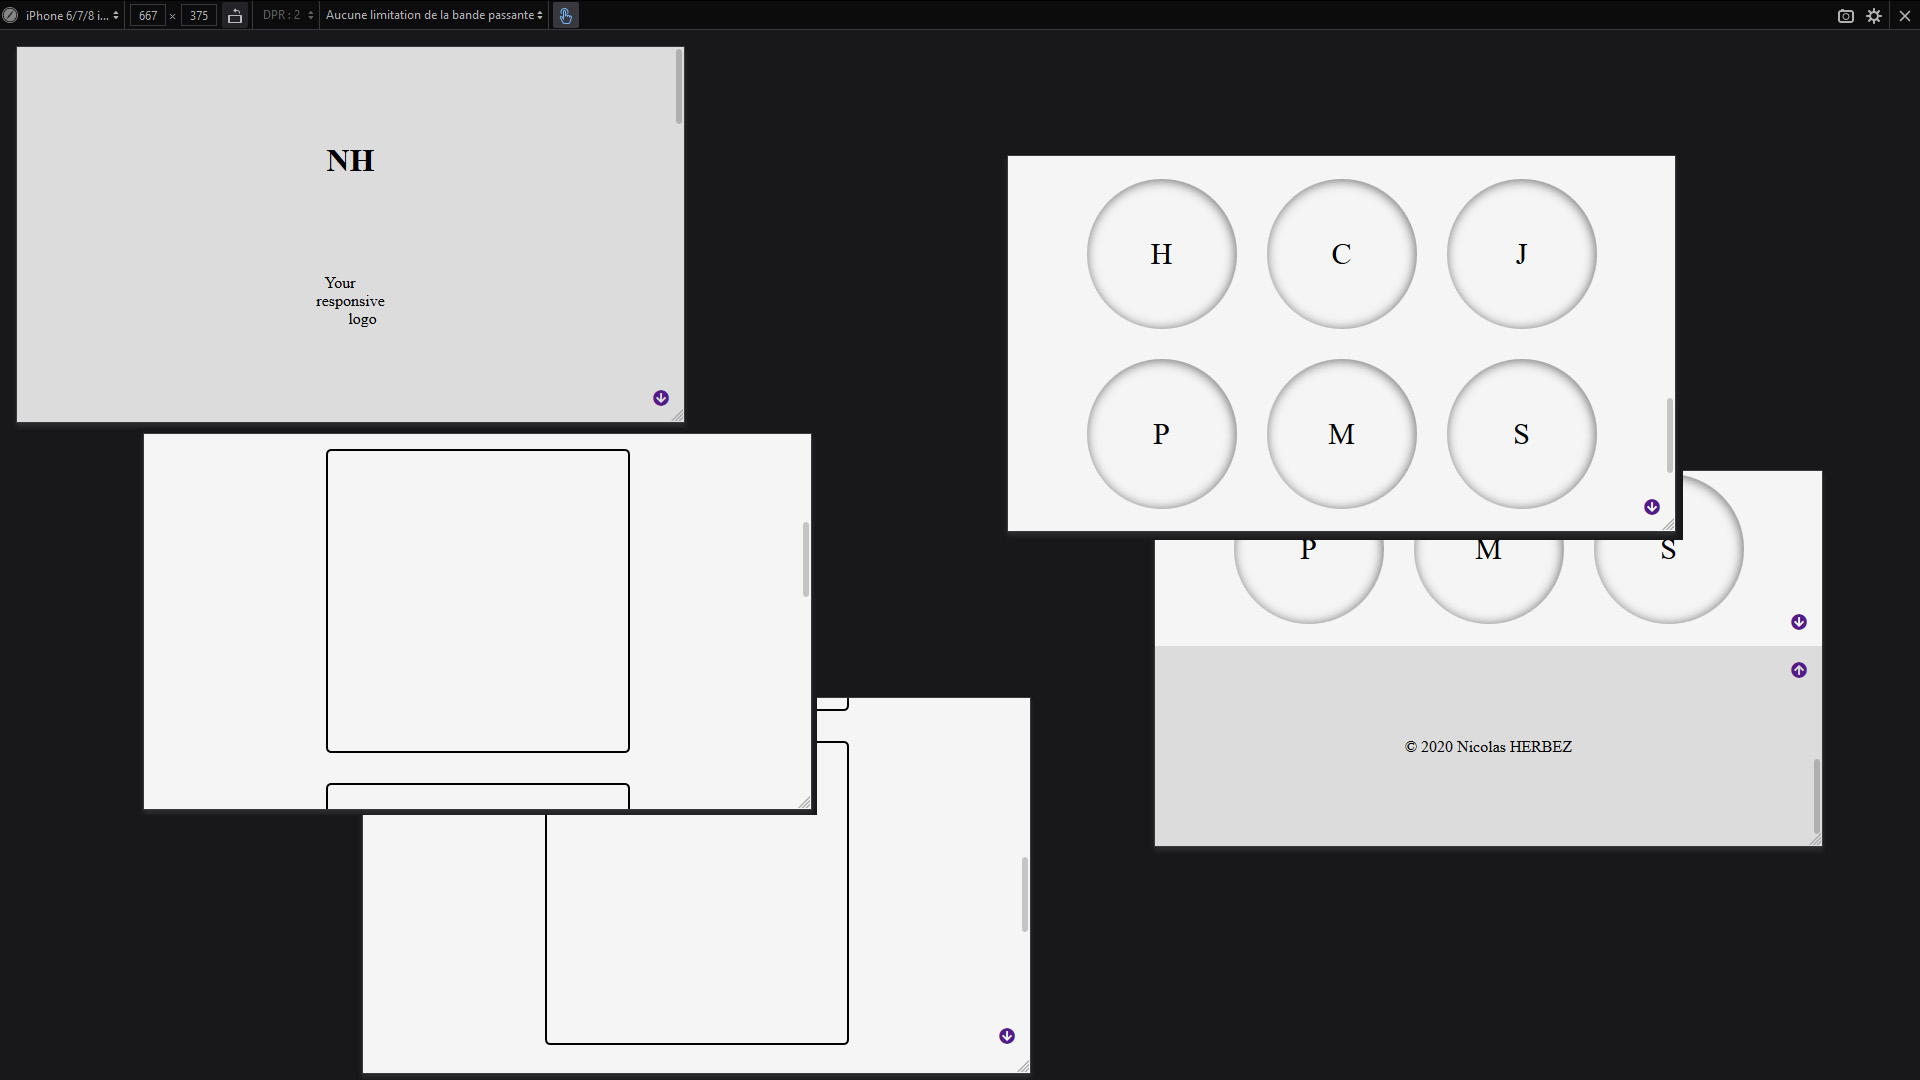 iPhone 6/7/8 i... 667 × 375 DPR : 2 Aucune limitation de la bande passante
NH
Your
responsive
logo
H C J
P M S
P M S
© 2020 Nicolas HERBEZ